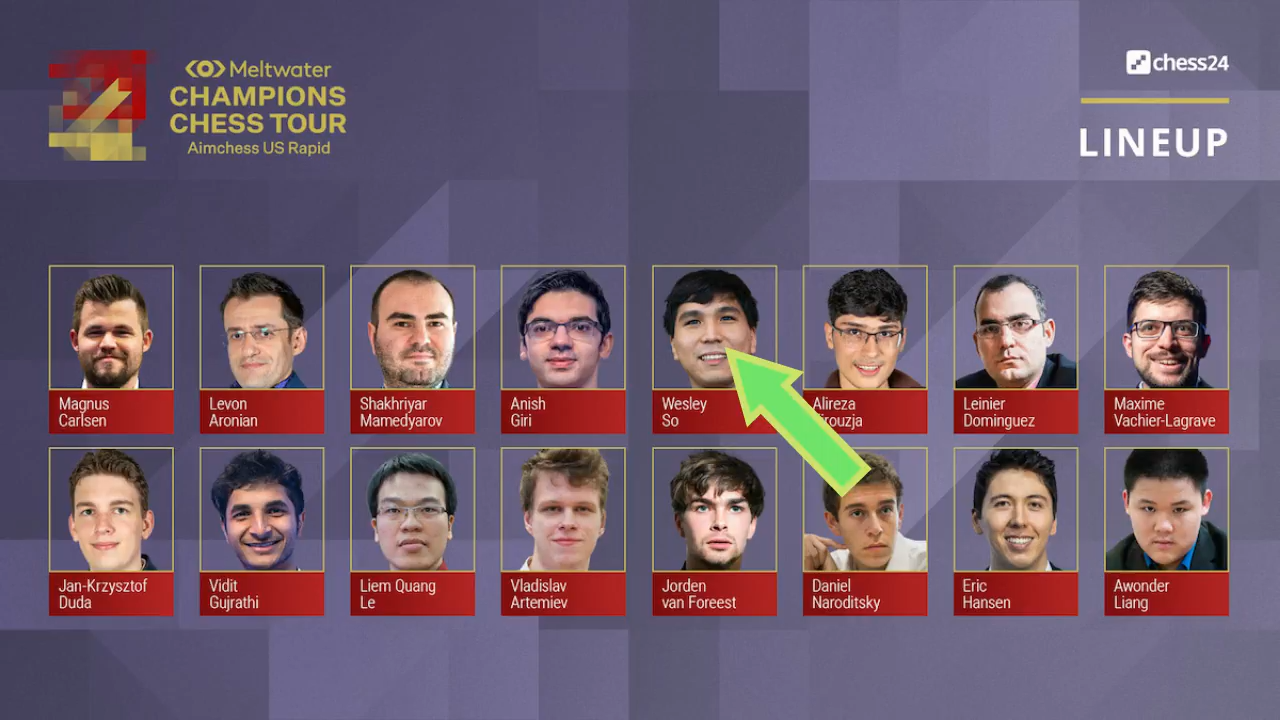 Meltwater
CHAMPIONS
CHESS TOUR
Aimchess US Rapid
chess24
LINEUP
Magnus
Carlsen
Levon
Aronian
Shakhriyar
Mamedyarov
Anish
Giri
Wesley
So
Alireza
Leinier
Dominguez
Maxime
Vachier-Lagrave
Jan-Krzysztof
Duda
Vidit
Gujrathi
Liem Quang
Le
Vladislav
Artemiev
Jorden
van Foreest
Daniel
Naroditsky
Eric
Hansen
Awonder
Liang